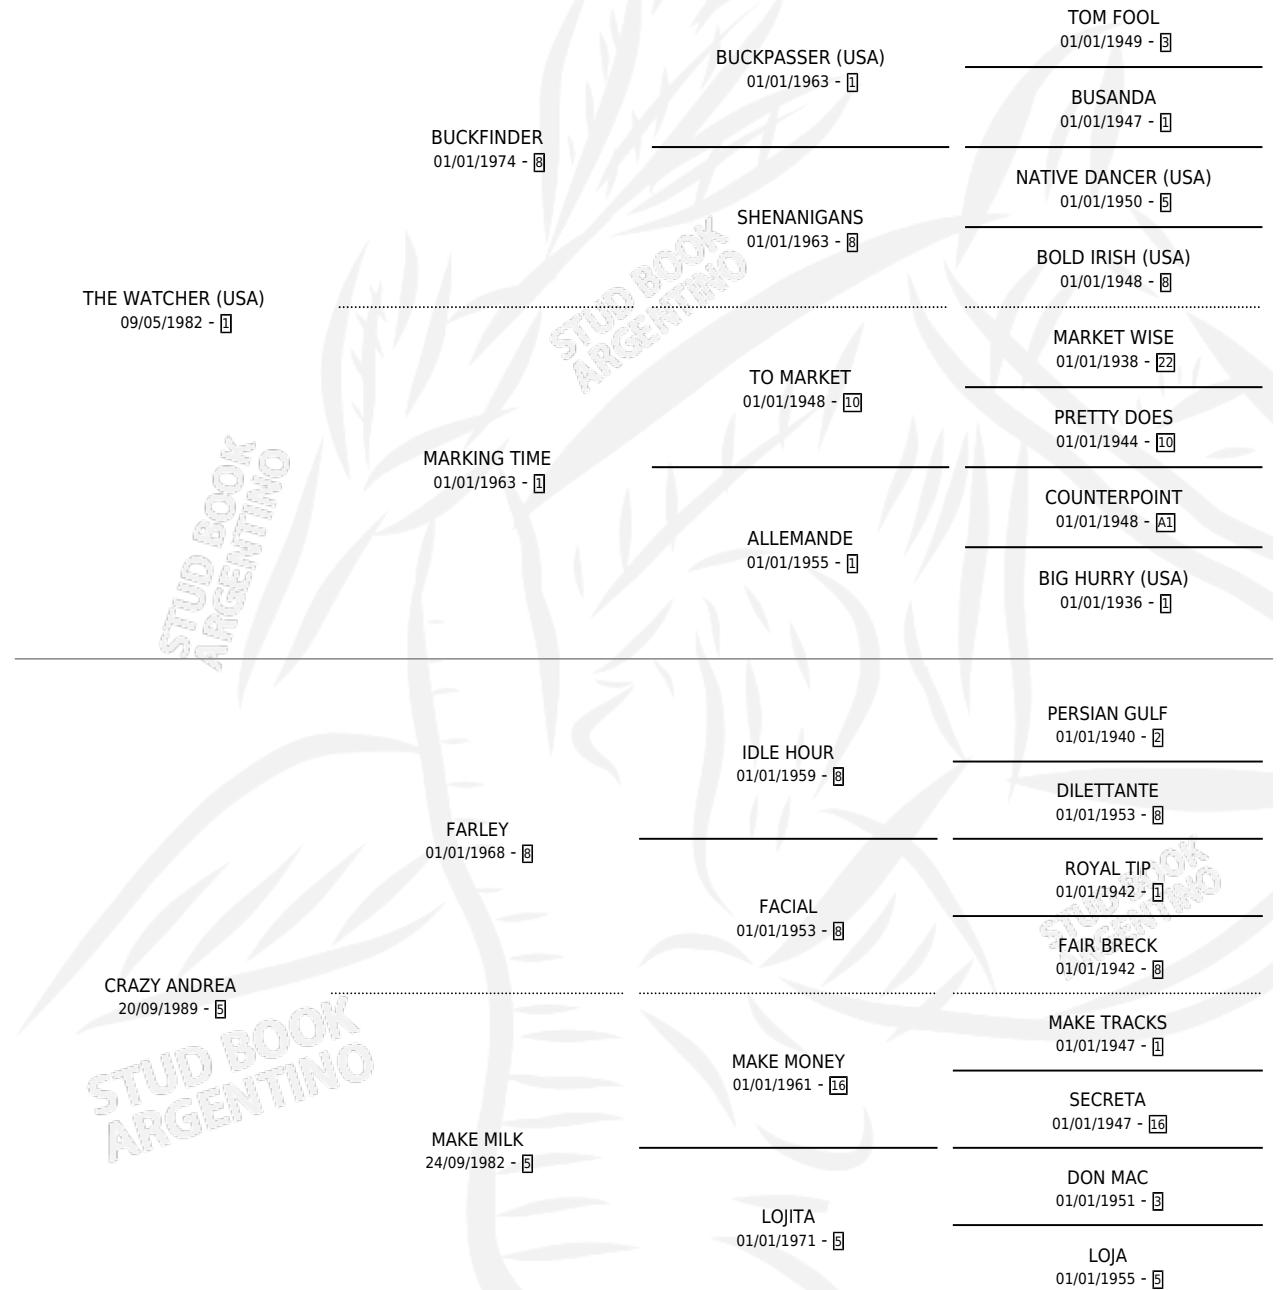 TOM FOOL
01/01/1949 - 3
BUCKPASSER (USA)
01/01/1963 - 1
BUSANDA
01/01/1947 - 1
BUCKFINDER
01/01/1974 - 8
NATIVE DANCER (USA)
01/01/1950 - 5
SHENANIGANS
01/01/1963 - 8
BOLD IRISH (USA)
01/01/1948 - 8
THE WATCHER (USA)
09/05/1982 - 1
MARKET WISE
01/01/1938 - 22
TO MARKET
01/01/1948 - 10
PRETTY DOES
01/01/1944 - 10
MARKING TIME
01/01/1963 - 1
COUNTERPOINT
01/01/1948 - A1
ALLEMANDE
01/01/1955 - 1
BIG HURRY (USA)
01/01/1936 - 1
PERSIAN GULF
01/01/1940 - 2
IDLE HOUR
01/01/1959 - 8
DILETTANTE
01/01/1953 - 8
FARLEY
01/01/1968 - 8
ROYAL TIP
01/01/1942 - 1
FACIAL
01/01/1953 - 8
FAIR BRECK
01/01/1942 - 8
CRAZY ANDREA
20/09/1989 - 5
MAKE TRACKS
01/01/1947 - 1
MAKE MONEY
01/01/1961 - 16
SECRETA
01/01/1947 - 16
MAKE MILK
24/09/1982 - 5
DON MAC
01/01/1951 - 3
LOJITA
01/01/1971 - 5
LOJA
01/01/1955 - 5
STUD BOOK
ARGENTINO
STUD BOOK
ARGENTINO
STUD BOOK
ARGENTINO
STUD BOOK
ARGENTINO